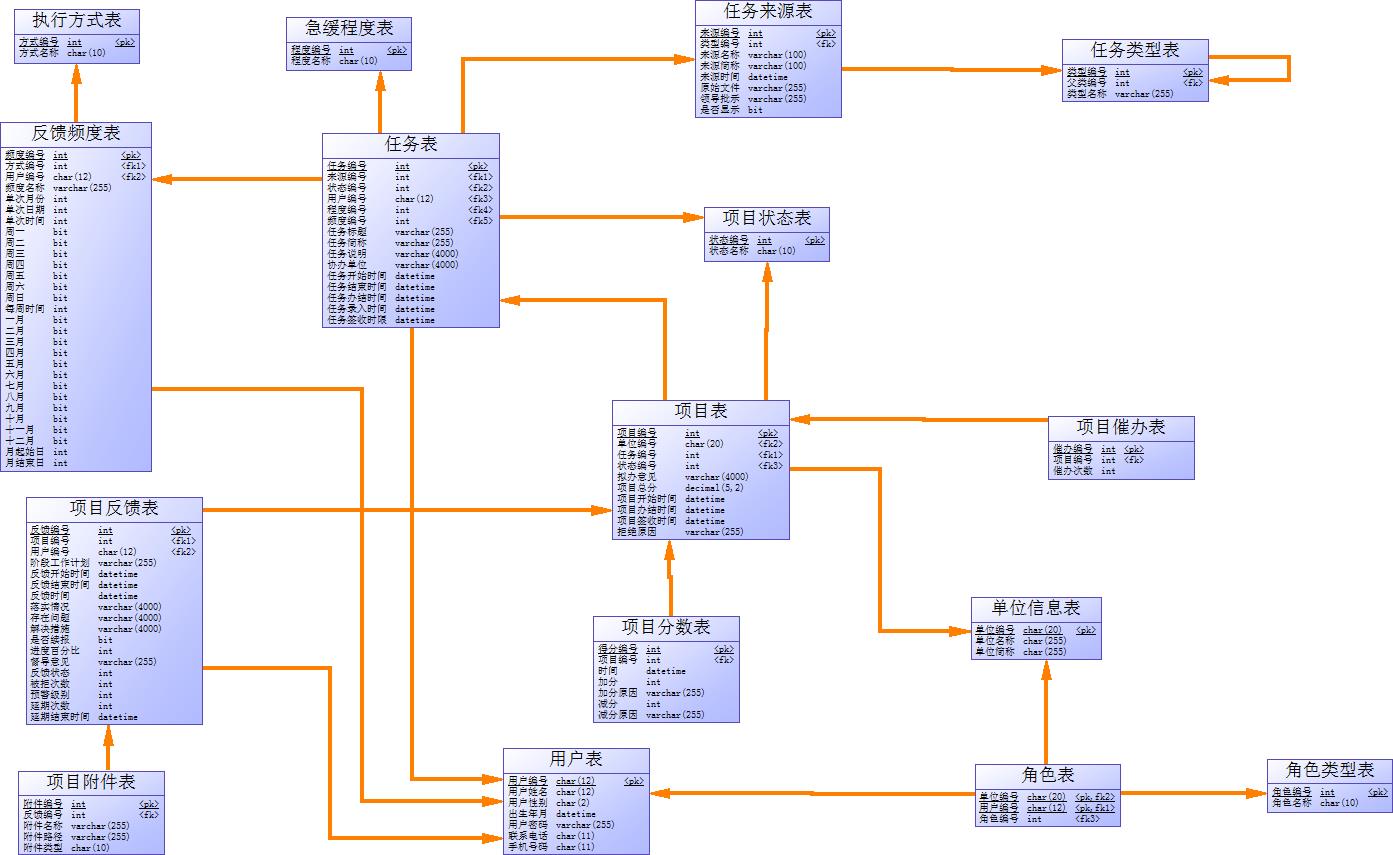 执行方式表
方式编号 int <pk>
方式名称 char(10)
急缓程度表
程度编号 int <pk>
程度名称 char(10)
任务来源表
来源编号 int <pk>
类型编号 int <fk>
来源名称 varchar(100)
来源简称 varchar(100)
来源时间 datetime
原始文件 varchar(255)
领导批示 varchar(255)
是否显示 bit
任务类型表
类型编号 int <pk>
父类编号 int <fk>
类型名称 varchar(255)
反馈频度表
频度编号 int <pk>
方式编号 int <fk1>
用户编号 char(12) <fk2>
频度名称 varchar(255)
单次月份 int
单次日期 int
单次时间 int
周一 bit
周二 bit
周三 bit
周四 bit
周五 bit
周六 bit
周日 bit
每周时间 int
一月 bit
二月 bit
三月 bit
四月 bit
五月 bit
六月 bit
七月 bit
八月 bit
九月 bit
十月 bit
十一月 bit
十二月 bit
月起始日 int
月结束日 int
任务表
任务编号 int <pk>
来源编号 int <fk1>
状态编号 int <fk2>
用户编号 char(12) <fk3>
程度编号 int <fk4>
频度编号 int <fk5>
任务标题 varchar(255)
任务简称 varchar(255)
任务说明 varchar(4000)
协办单位 varchar(4000)
任务开始时间 datetime
任务结束时间 datetime
任务办结时间 datetime
任务录入时间 datetime
任务签收时限 datetime
项目状态表
状态编号 int <pk>
状态名称 char(10)
项目表
项目编号 int <pk>
单位编号 char(20) <fk2>
任务编号 int <fk1>
状态编号 int <fk3>
拟办意见 varchar(4000)
项目总分 decimal(5,2)
项目开始时间 datetime
项目办结时间 datetime
项目签收时间 datetime
拒绝原因 varchar(255)
项目催办表
催办编号 int <pk>
项目编号 int <fk>
催办次数 int
项目反馈表
反馈编号 int <pk>
项目编号 int <fk1>
用户编号 char(12) <fk2>
阶段工作计划 varchar(255)
反馈开始时间 datetime
反馈结束时间 datetime
反馈时间 datetime
落实情况 varchar(4000)
存在问题 varchar(4000)
解决措施 varchar(4000)
是否续报 bit
进度百分比 int
督导意见 varchar(255)
反馈状态 int
被拒次数 int
预警级别 int
延期次数 int
延期结束时间 datetime
项目分数表
得分编号 int <pk>
项目编号 int <fk>
时间 datetime
加分 int
加分原因 varchar(255)
减分 int
减分原因 varchar(255)
单位信息表
单位编号 char(20) <pk>
单位名称 char(255)
单位简称 char(255)
项目附件表
附件编号 int <pk>
反馈编号 int <fk>
附件名称 varchar(255)
附件路径 varchar(255)
附件类型 char(10)
用户表
用户编号 char(12) <pk>
用户姓名 char(12)
用户性别 char(2)
出生年月 datetime
用户密码 varchar(255)
联系电话 char(11)
手机号码 char(11)
角色表
单位编号 char(20) <pk,fk2>
用户编号 char(12) <pk,fk1>
角色编号 int <fk3>
角色类型表
角色编号 int <pk>
角色名称 char(10)